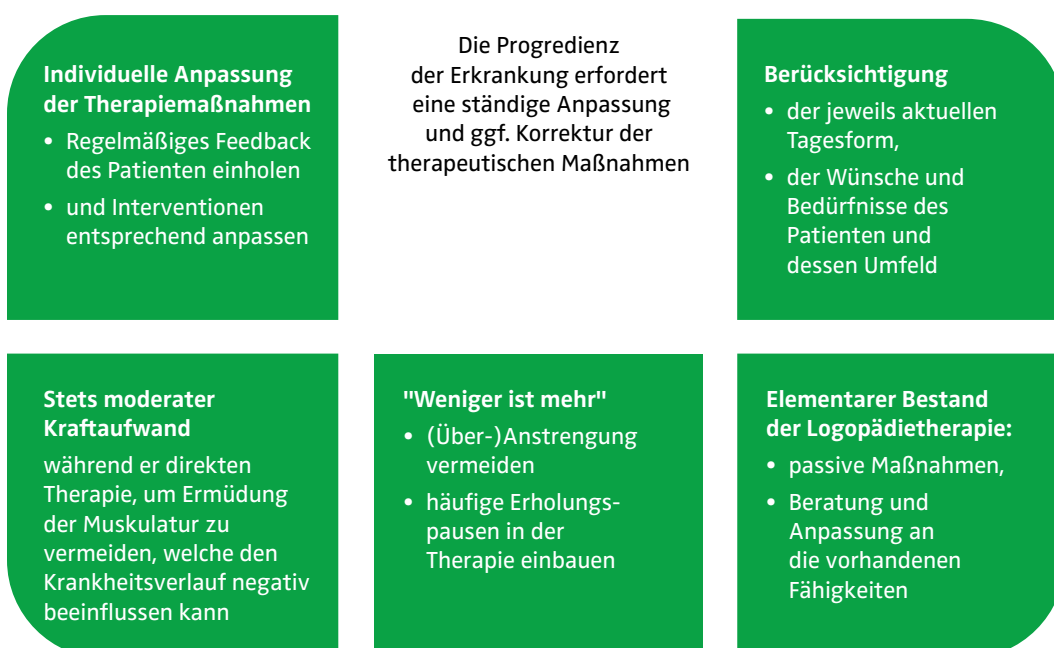 Individuelle Anpassung
der Therapiemaßnahmen
• Regelmäßiges Feedback
des Patienten einholen
• und Interventionen
entsprechend anpassen
Die Progredienz
der Erkrankung erfordert
eine ständige Anpassung
und ggf. Korrektur der
therapeutischen Maßnahmen
Berücksichtigung
• der jeweils aktuellen
Tagesform,
• der Wünsche und
Bedürfnisse des
Patienten und
dessen Umfeld
Stets moderater
Kraftaufwand
während er direkten
Therapie, um Ermüdung
der Muskulatur zu
vermeiden, welche den
Krankheitsverlauf negativ
beeinflussen kann
"Weniger ist mehr"
• (Über-)Anstrengung
vermeiden
• häufige Erholungs-
pausen in der
Therapie einbauen
Elementarer Bestand
der Logopädietherapie:
• passive Maßnahmen,
• Beratung und
Anpassung an
die vorhandenen
Fähigkeiten